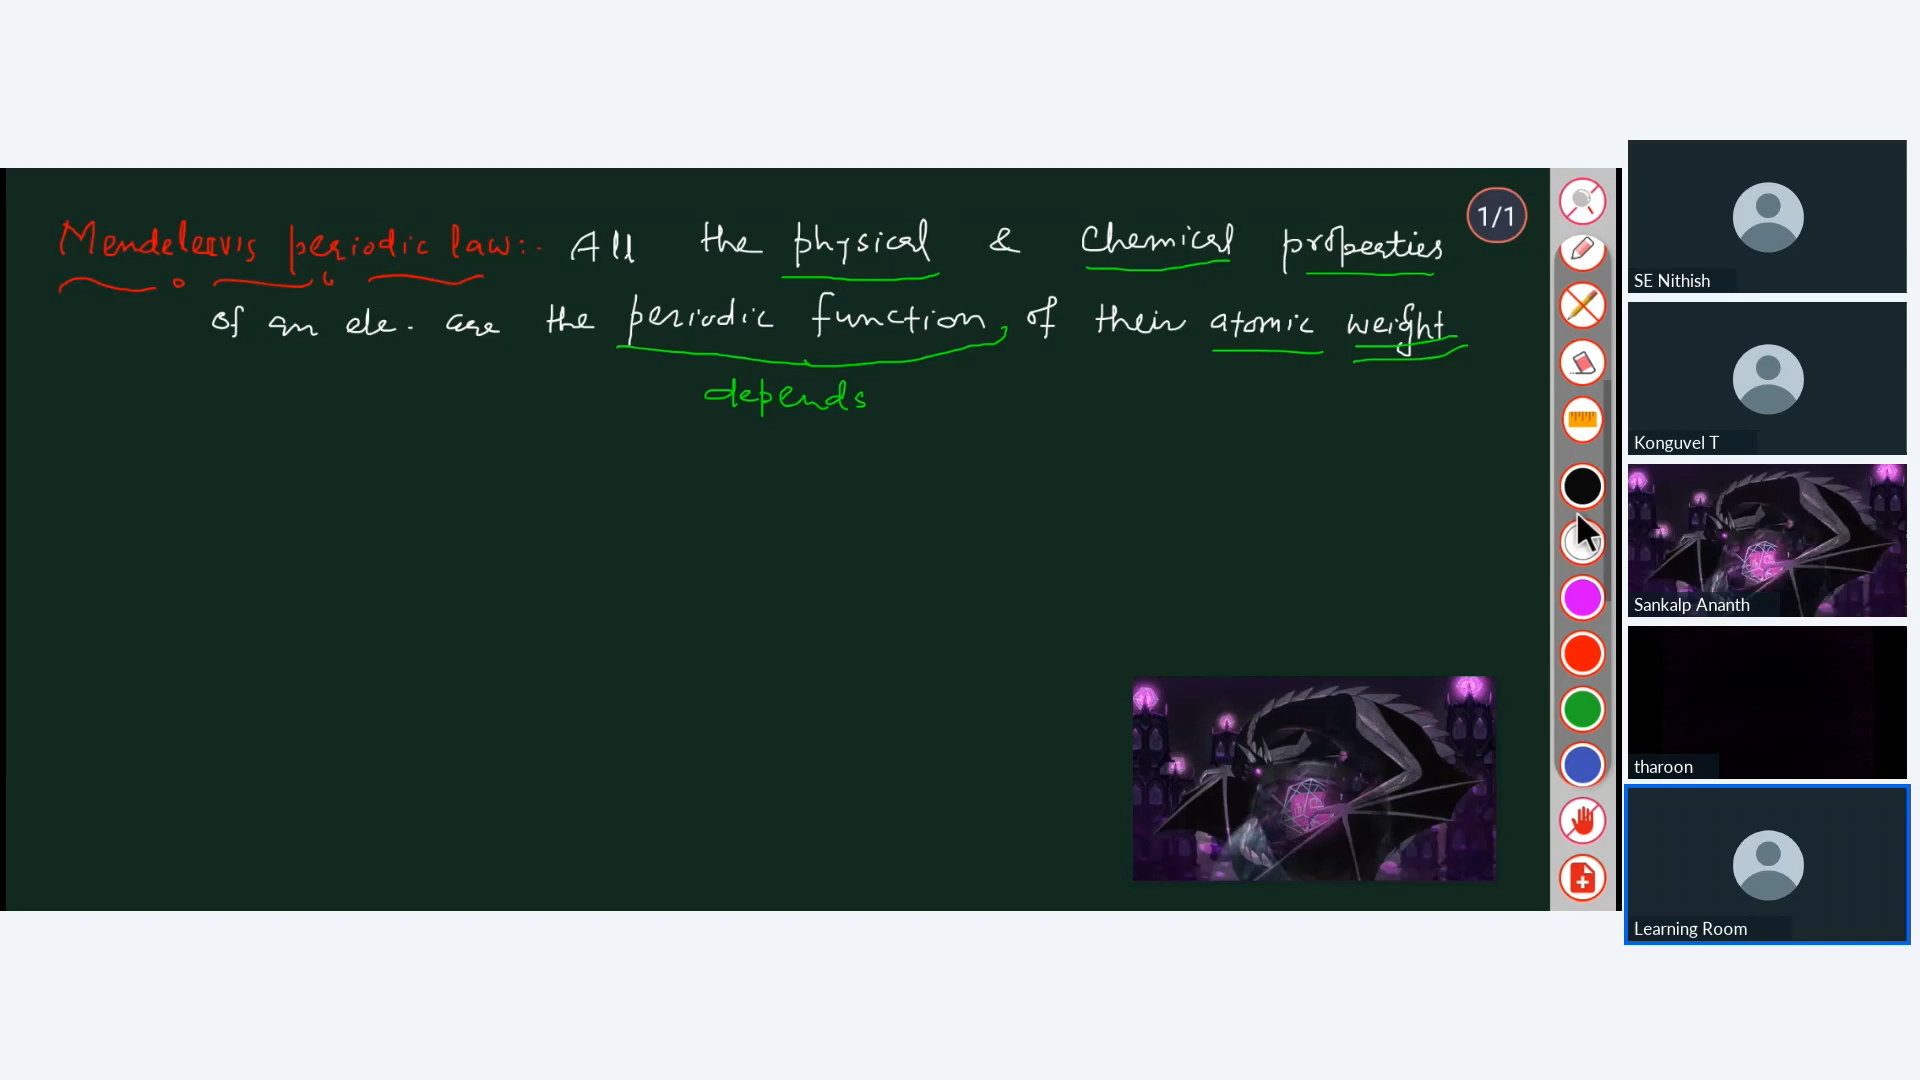 Mendeleevis periodic law:- All the physical & Chemical properties
of an ele. are the periodic function, of their atomic weight
depends
1/1
SE Nithish
Konguvel T
Sankalp Ananth
tharoon
Learning Room